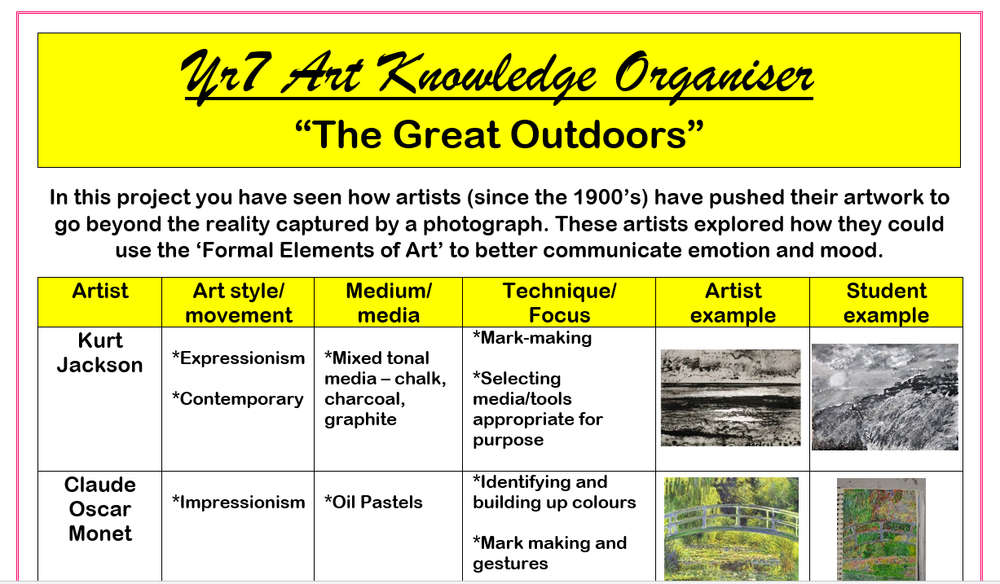 Yr7 Art Knowledge Organiser
“The Great Outdoors”
In this project you have seen how artists (since the 1900’s) have pushed their artwork to
go beyond the reality captured by a photograph. These artists explored how they could
use the ‘Formal Elements of Art’ to better communicate emotion and mood.
Artist
Art style/
movement
Medium/
media
Technique/
Focus
Artist
example
Student
example
Kurt
Jackson
*Expressionism
*Contemporary
*Mixed tonal
media – chalk,
charcoal,
graphite
*Mark-making
*Selecting
media/tools
appropriate for
purpose
Claude
Oscar
Monet
*Impressionism
*Oil Pastels
*Identifying and
building up colours
*Mark making and
gestures